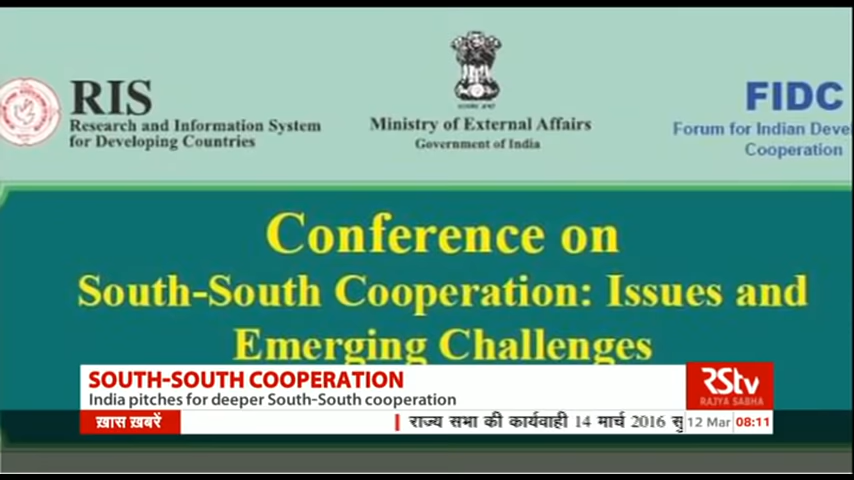 RIS
Research and Information System
for Developing Countries
Ministry of External Affairs
Government of India
FIDC
Forum for Indian Devel
Cooperation
Conference on
South-South Cooperation: Issues and
Emerging Challenges
SOUTH-SOUTH COOPERATION
India pitches for deeper South-South cooperation
RSTV
RAJYA SABHA
ख़ास ख़बरें
राज्य सभा की कार्यवाही 14 मार्च 2016 सु
12 Mar 08:11